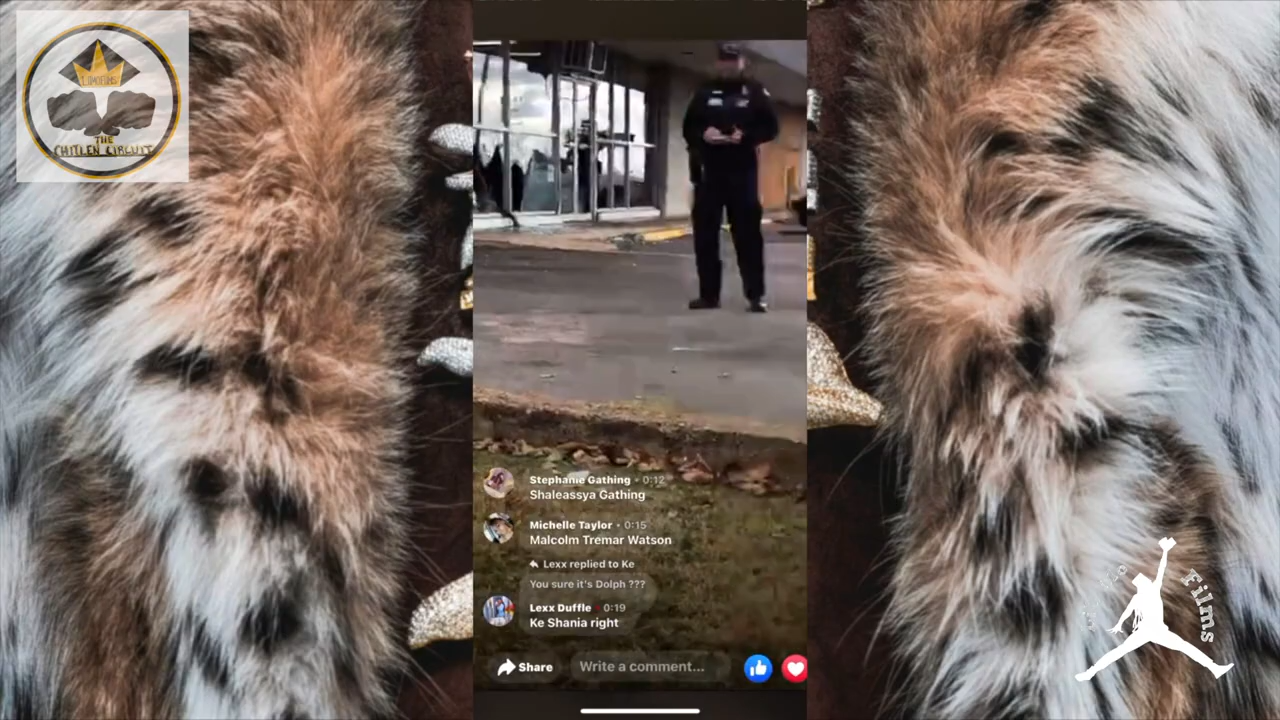 THE
CHITLEN CIRCUIT
Stephanie Gathing • 0:12
Shaleassya Gathing
Michelle Taylor • 0:15
Malcolm Tremar Watson
Lexx replied to Ke
You sure it's Dolph ???
Lexx Duffle • 0:19
Ke Shania right
Share
Write a comment...
Films